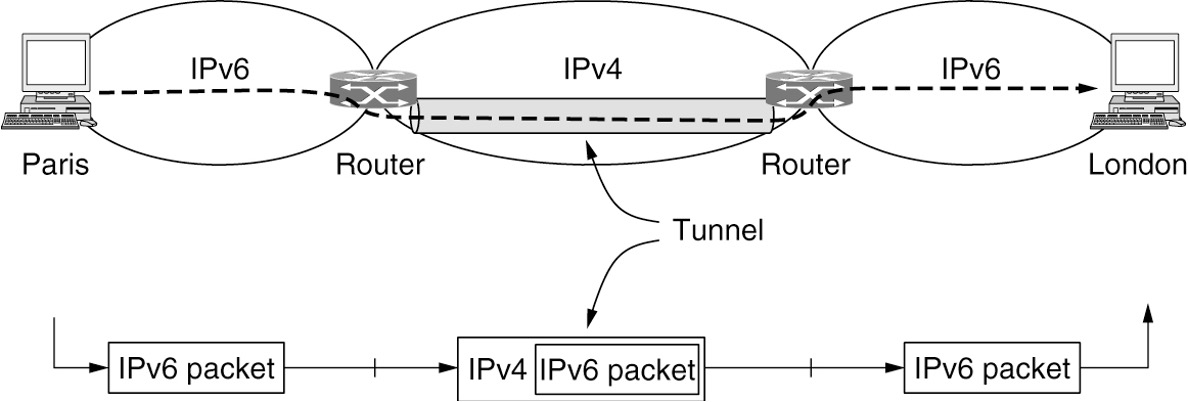 IPv6
IPv4
IPv6
Paris
Router
Router
London
Tunnel
IPv6 packet
IPv4 IPv6 packet
IPv6 packet